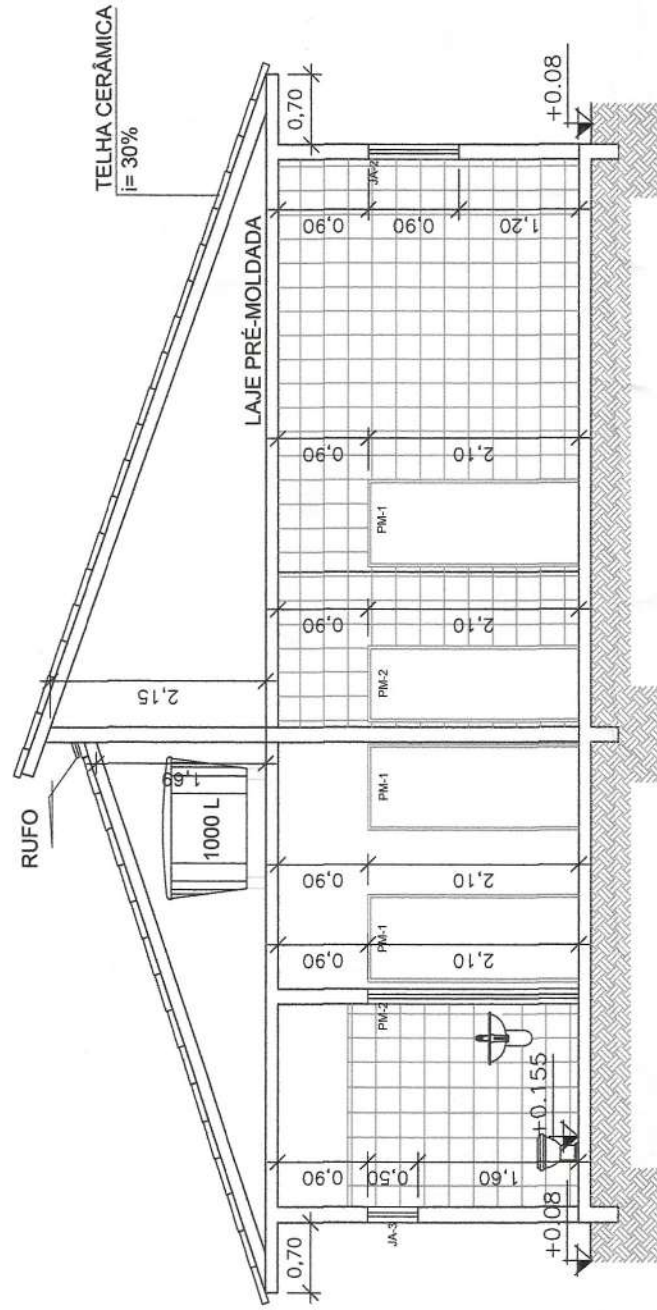 TELHA CERÂMICA
i= 30%
RUFO
2,15
1,69
1000 L
LAJE PRÉ-MOLDADA
0,70
0,70
0,90
0,50
1,60
JA-3
PM-2
0,90
2,10
PM-1
0,90
2,10
PM-1
PM-2
0,90
2,10
PM-1
0,90
2,10
0,90
0,90
1,20
JA-2
+0.08
+0.155
+0.08